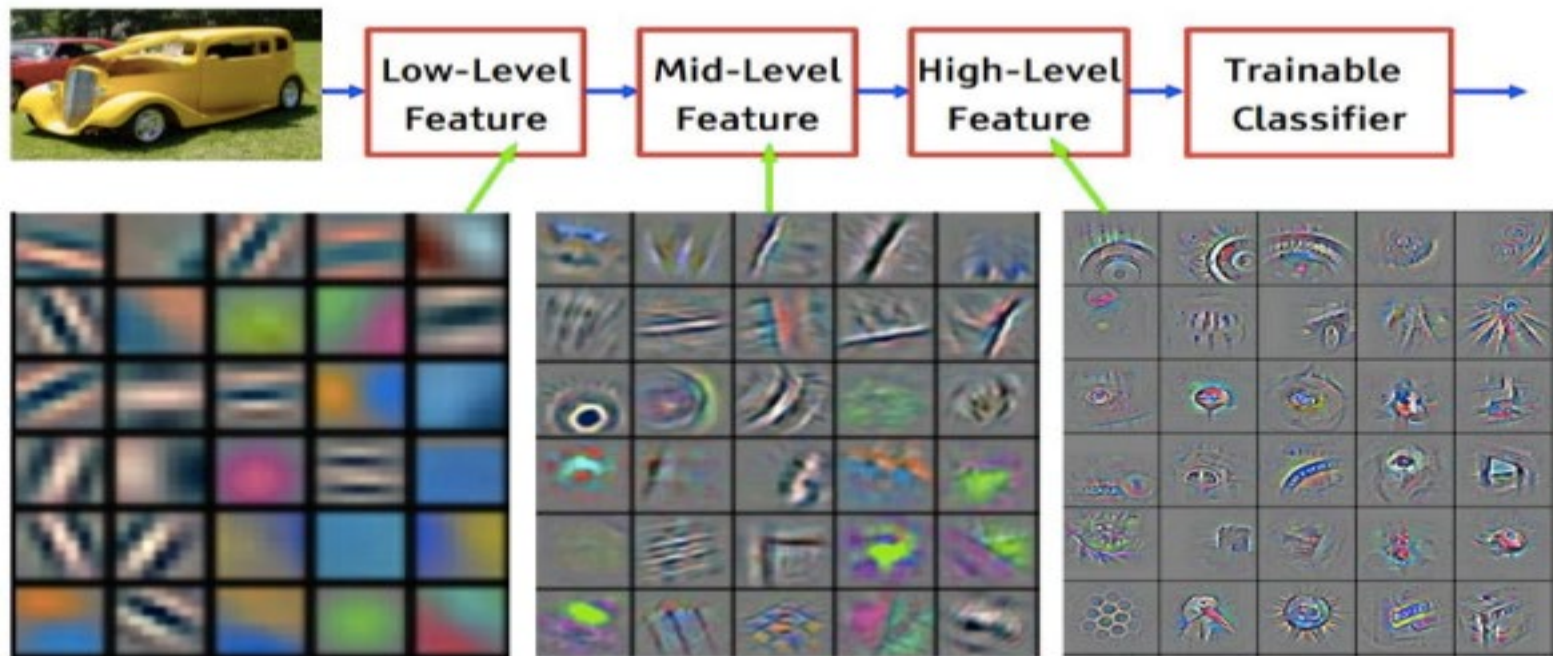 Low-Level
Feature
Mid-Level
Feature
High-Level
Feature
Trainable
Classifier